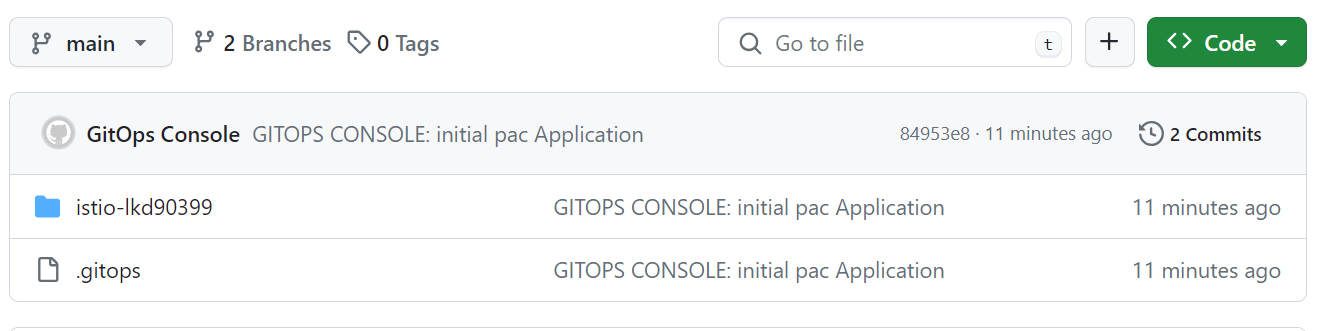 main 2 Branches 0 Tags Go to file t Code
GitOps Console GITOPS CONSOLE: initial pac Application 84953e8 · 11 minutes ago 2 Commits
istio-lkd90399 GITOPS CONSOLE: initial pac Application 11 minutes ago
.gitops GITOPS CONSOLE: initial pac Application 11 minutes ago